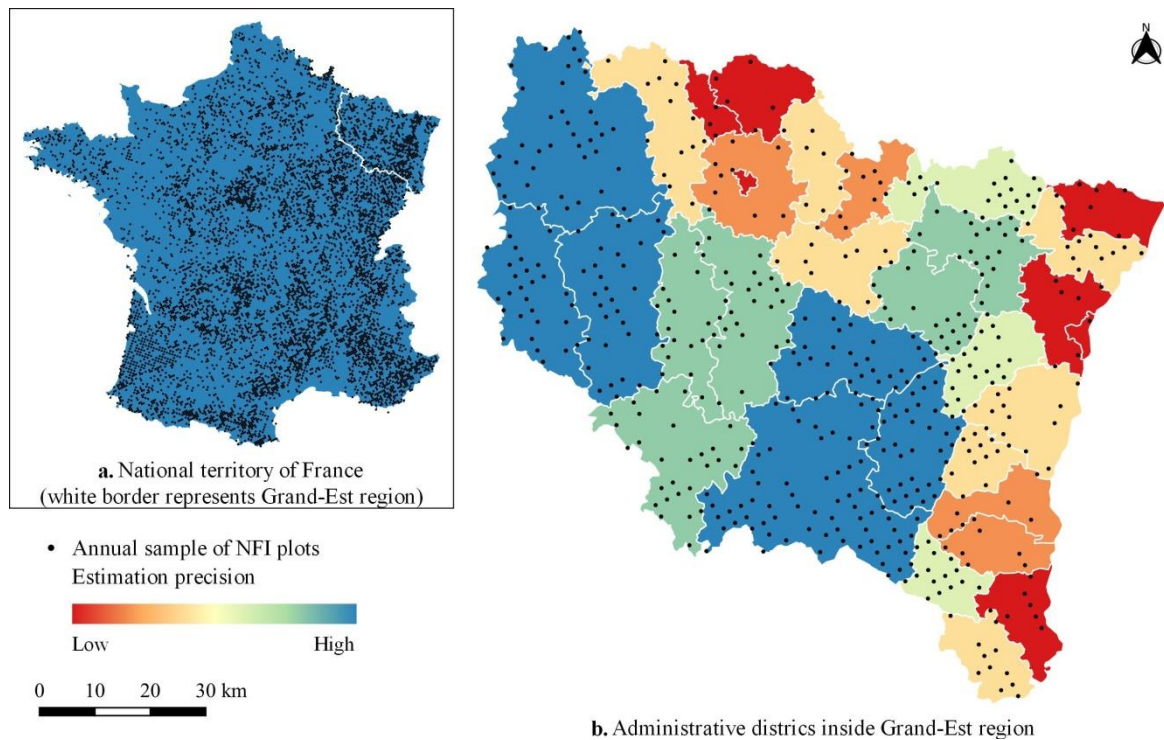 N
a. National territory of France
(white border represents Grand-Est region)
• Annual sample of NFI plots
Estimation precision
Low High
0 10 20 30 km
b. Administrative districs inside Grand-Est region